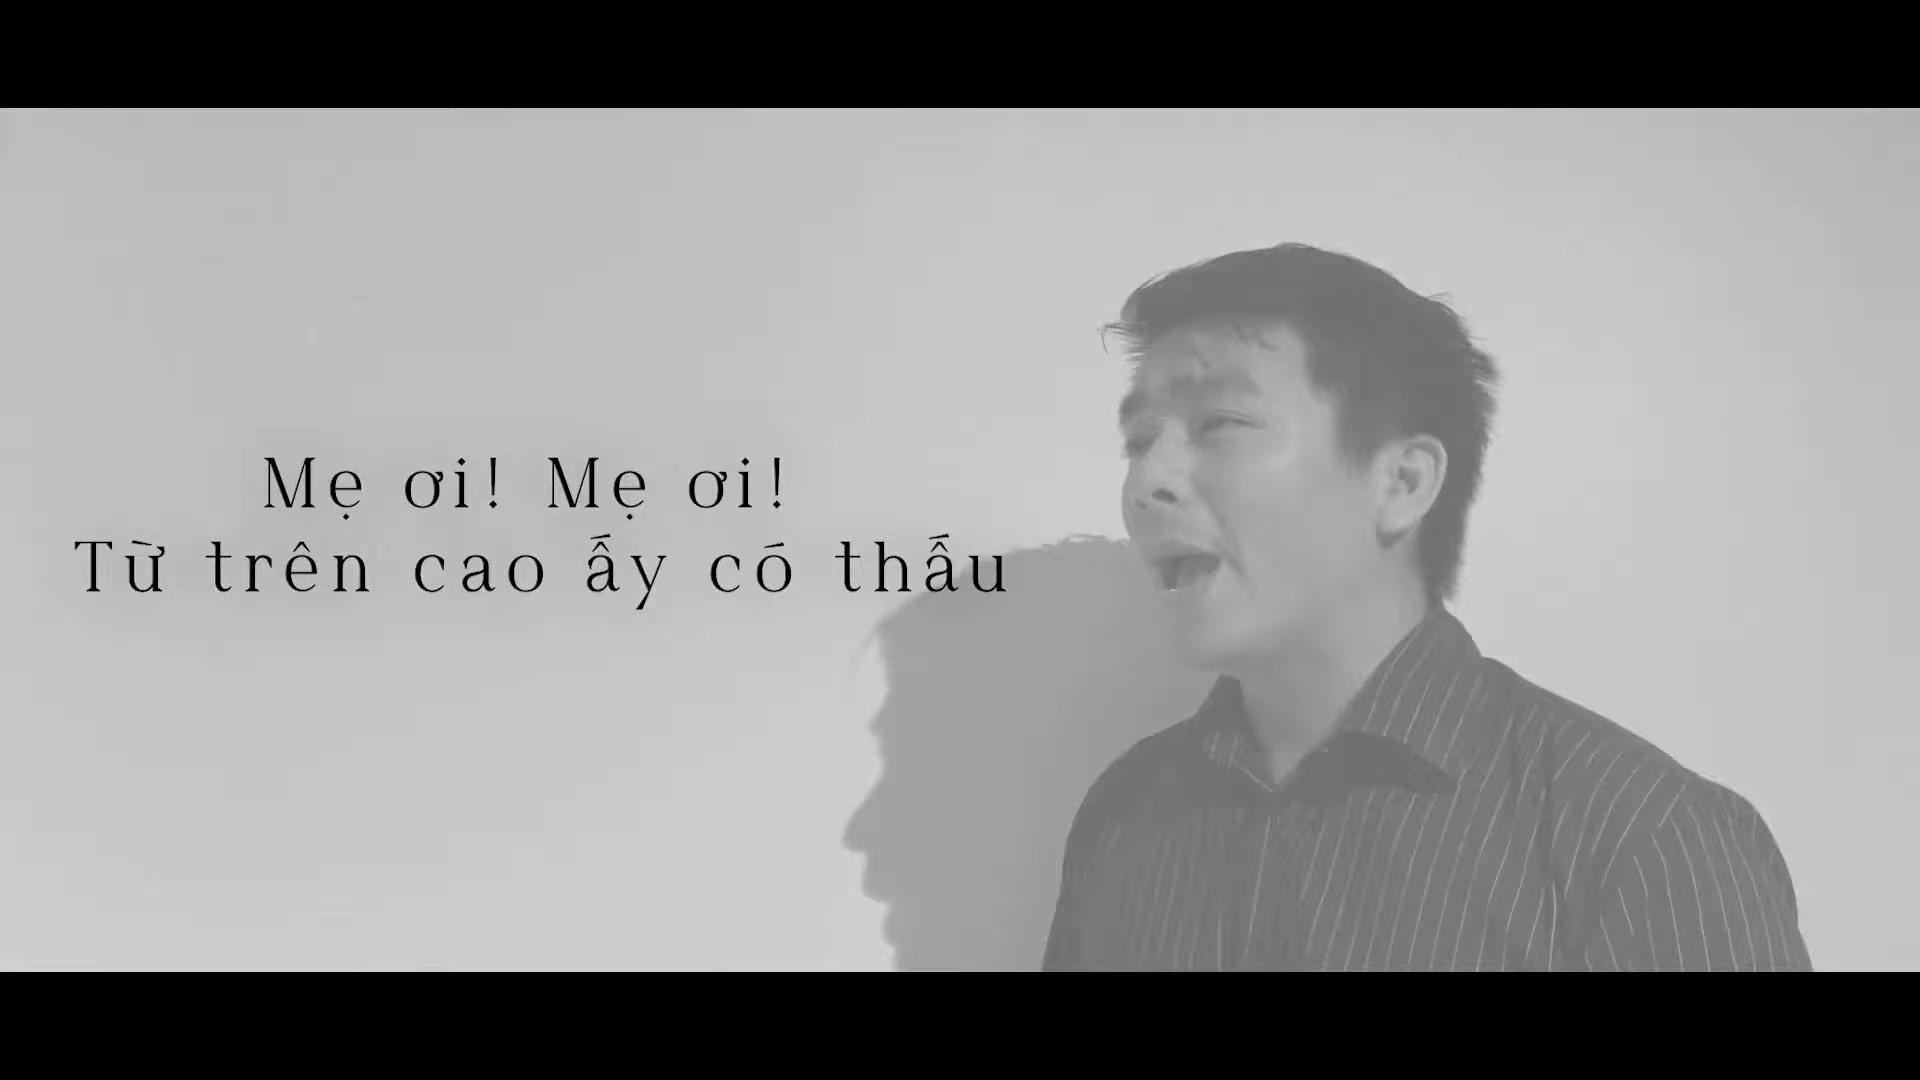 Mẹ ơi! Mẹ ơi!
Từ trên cao ấy có thấu